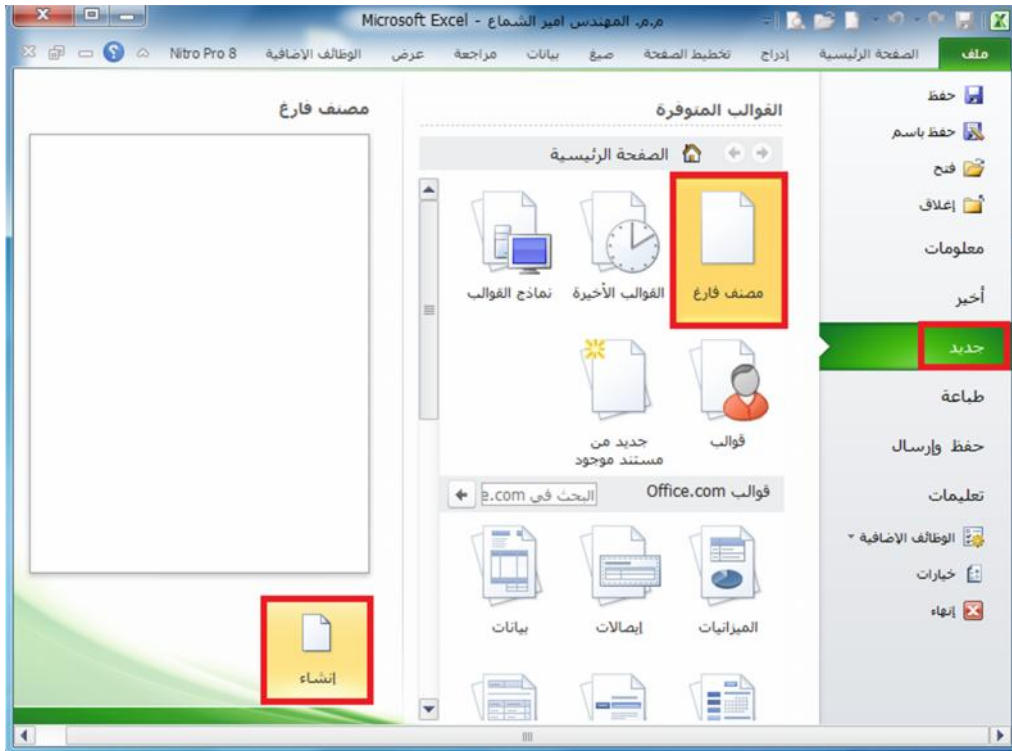 م.م. المهندس امير الشماع - Microsoft Excel
ملف
الصفحة الرئيسية
إدراج
تخطيط الصفحة
صيغ
بيانات
مراجعة
عرض
الوظائف الإضافية
Nitro Pro 8
حفظ
حفظ باسم
فتح
إغلاق
معلومات
أخير
جديد
طباعة
حفظ وإرسال
تعليمات
الوظائف الإضافية
خيارات
إنهاء
القوالب المتوفرة
الصفحة الرئيسية
مصنف فارغ
القوالب الأخيرة
نماذج القوالب
قوالب
جديد من
مستند موجود
قوالب Office.com
البحث في e.com
الميزانيات
إيصالات
بيانات
مصنف فارغ
إنشاء